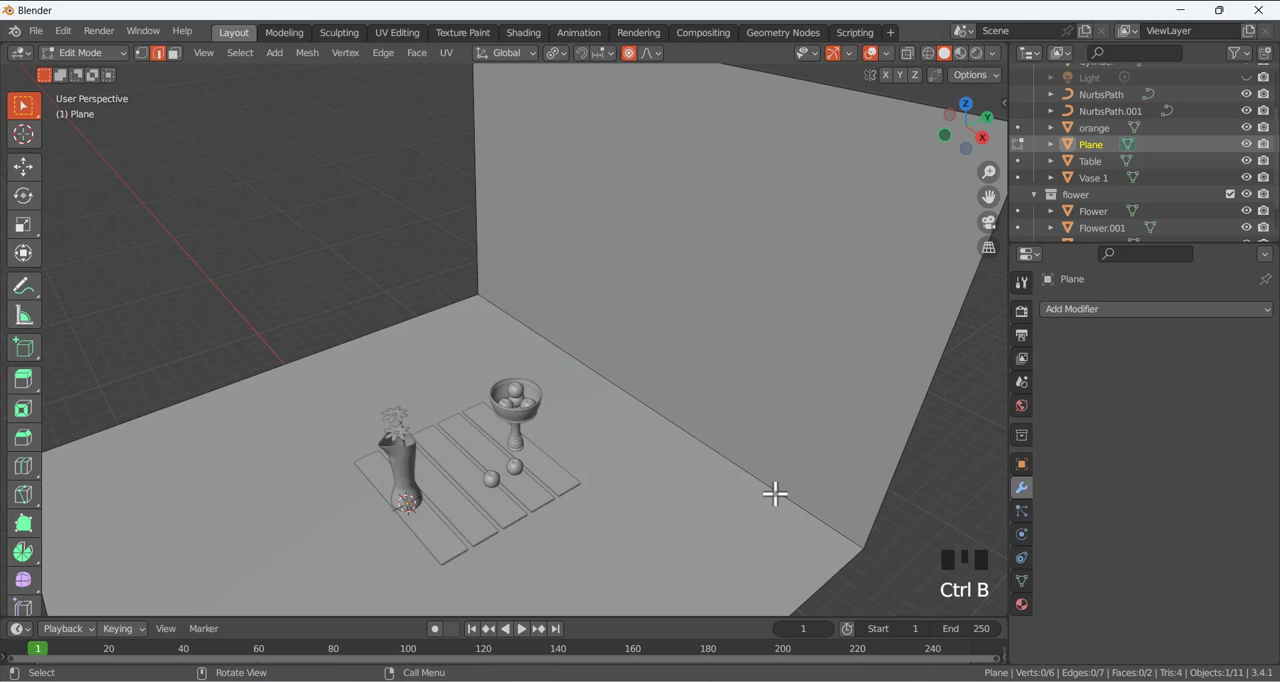 Blender
File Edit Render Window Help Layout Modeling Sculpting UV Editing Texture Paint Shading Animation Rendering Compositing Geometry Nodes Scripting + Scene ViewLayer
Edit Mode View Select Add Mesh Vertex Edge Face UV Global
X Y Z Options
User Perspective
(1) Plane
Z
Y
X
Light
NurbsPath
NurbsPath.001
orange
Plane
Table
Vase 1
flower
Flower
Flower.001
Plane
Add Modifier
Ctrl B
Playback Keying View Marker 1 Start 1 End 250
1 20 40 60 80 100 120 140 160 180 200 220 240
Select Rotate View Call Menu Plane | Verts:0/6 | Edges:0/7 | Faces:0/2 | Tris:4 | Objects:1/11 | 3.4.1